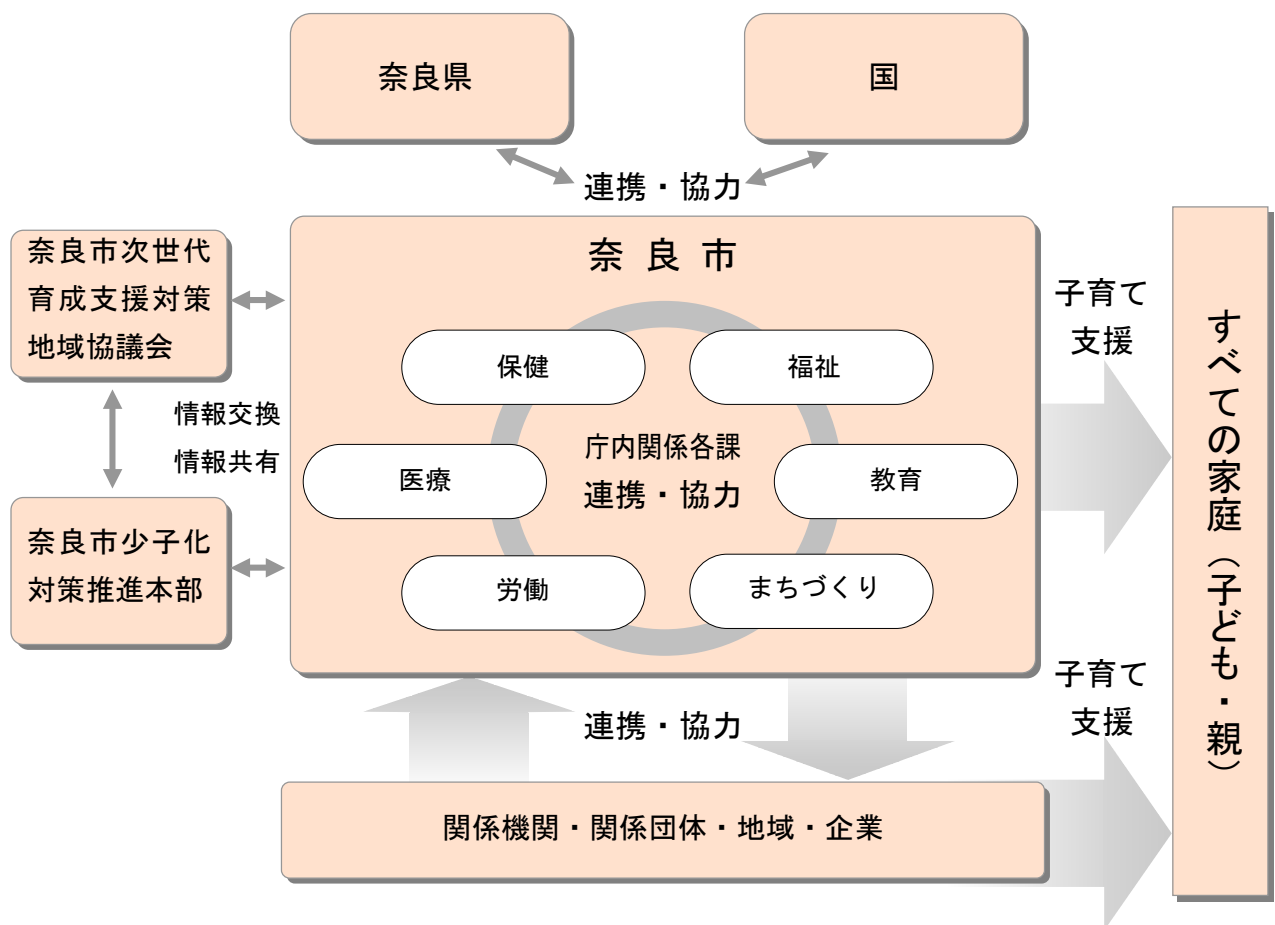 奈良県
国
連携・協力
奈良市次世代
育成支援対策
地域協議会
奈良市
子育て
支援
すべての家庭（子ども・親）
保健
福祉
情報交換
情報共有
庁内関係各課
連携・協力
医療
教育
奈良市少子化
対策推進本部
労働
まちづくり
連携・協力
子育て
支援
関係機関・関係団体・地域・企業